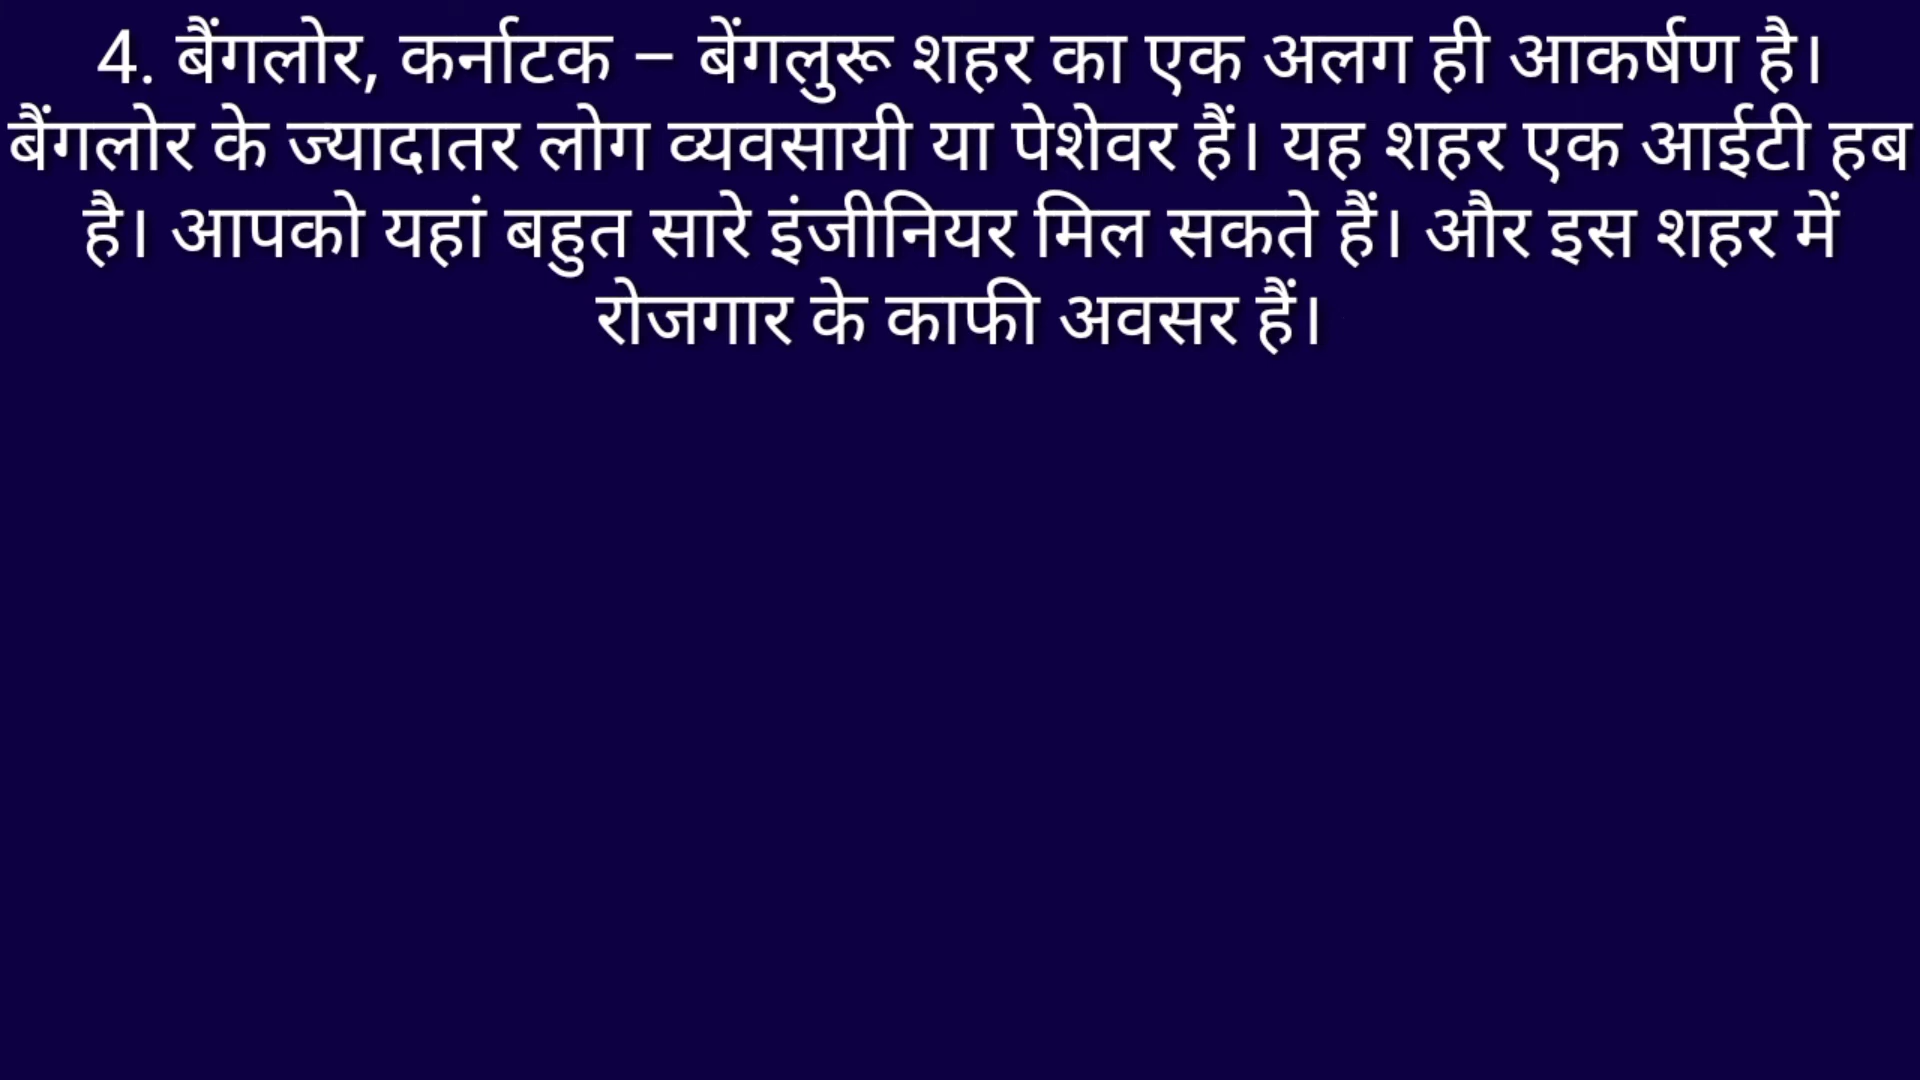 4. बैंगलोर, कर्नाटक – बेंगलुरू शहर का एक अलग ही आकर्षण है।
बैंगलोर के ज्यादातर लोग व्यवसायी या पेशेवर हैं। यह शहर एक आईटी हब
है। आपको यहां बहुत सारे इंजीनियर मिल सकते हैं। और इस शहर में
रोजगार के काफी अवसर हैं।